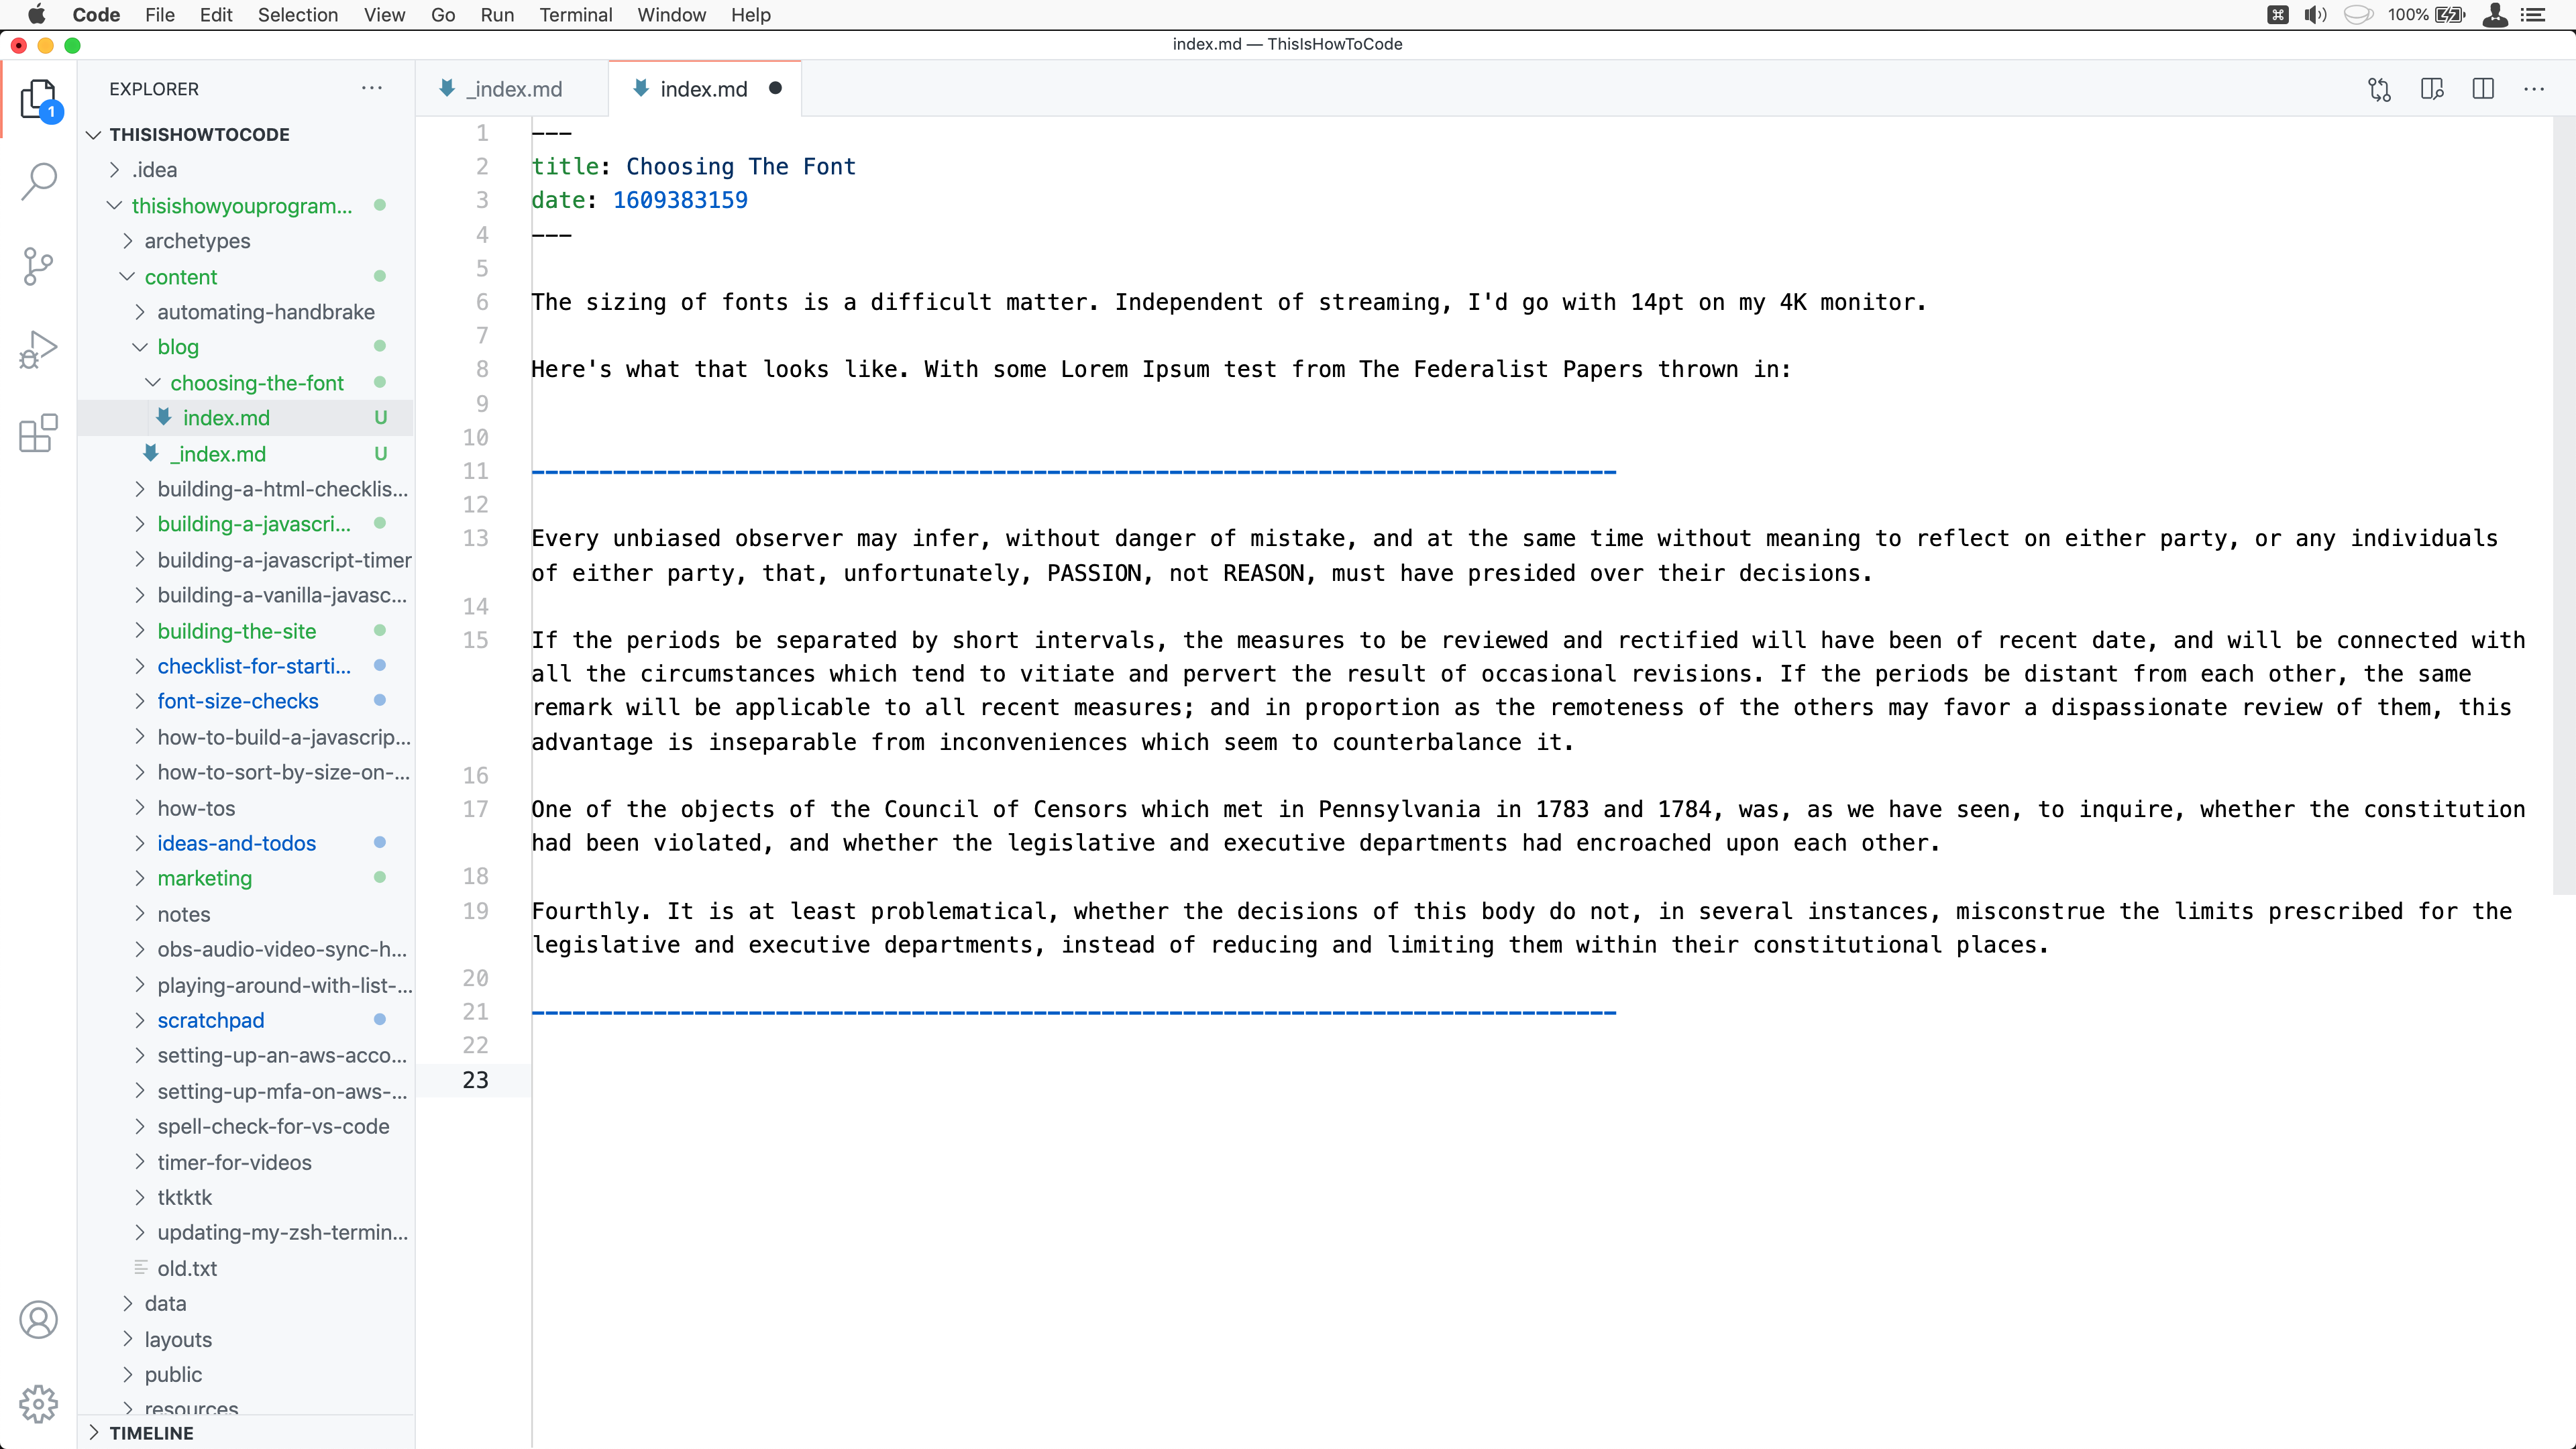 Code File Edit Selection View Go Run Terminal Window Help
100%
index.md — ThisIsHowToCode
1
EXPLORER
THISISHOWTOCODE
.idea
thisishowyouprogram...
archetypes
content
automating-handbrake
blog
choosing-the-font
index.md U
_index.md U
building-a-html-checklis...
building-a-javascri...
building-a-javascript-timer
building-a-vanilla-javasc...
building-the-site
checklist-for-starti...
font-size-checks
how-to-build-a-javascrip...
how-to-sort-by-size-on-...
how-tos
ideas-and-todos
marketing
notes
obs-audio-video-sync-h...
playing-around-with-list-...
scratchpad
setting-up-an-aws-acco...
setting-up-mfa-on-aws-...
spell-check-for-vs-code
timer-for-videos
tktktk
updating-my-zsh-termin...
old.txt
data
layouts
public
resources
TIMELINE
_index.md index.md
1 ---
2 title: Choosing The Font
3 date: 1609383159
4 ---
5
6 The sizing of fonts is a difficult matter. Independent of streaming, I'd go with 14pt on my 4K monitor.
7
8 Here's what that looks like. With some Lorem Ipsum test from The Federalist Papers thrown in:
9
10
11 --------------------------------------------------------------------------------
12
13 Every unbiased observer may infer, without danger of mistake, and at the same time without meaning to reflect on either party, or any individuals
of either party, that, unfortunately, PASSION, not REASON, must have presided over their decisions.
14
15 If the periods be separated by short intervals, the measures to be reviewed and rectified will have been of recent date, and will be connected with
all the circumstances which tend to vitiate and pervert the result of occasional revisions. If the periods be distant from each other, the same
remark will be applicable to all recent measures; and in proportion as the remoteness of the others may favor a dispassionate review of them, this
advantage is inseparable from inconveniences which seem to counterbalance it.
16
17 One of the objects of the Council of Censors which met in Pennsylvania in 1783 and 1784, was, as we have seen, to inquire, whether the constitution
had been violated, and whether the legislative and executive departments had encroached upon each other.
18
19 Fourthly. It is at least problematical, whether the decisions of this body do not, in several instances, misconstrue the limits prescribed for the
legislative and executive departments, instead of reducing and limiting them within their constitutional places.
20
21 --------------------------------------------------------------------------------
22
23